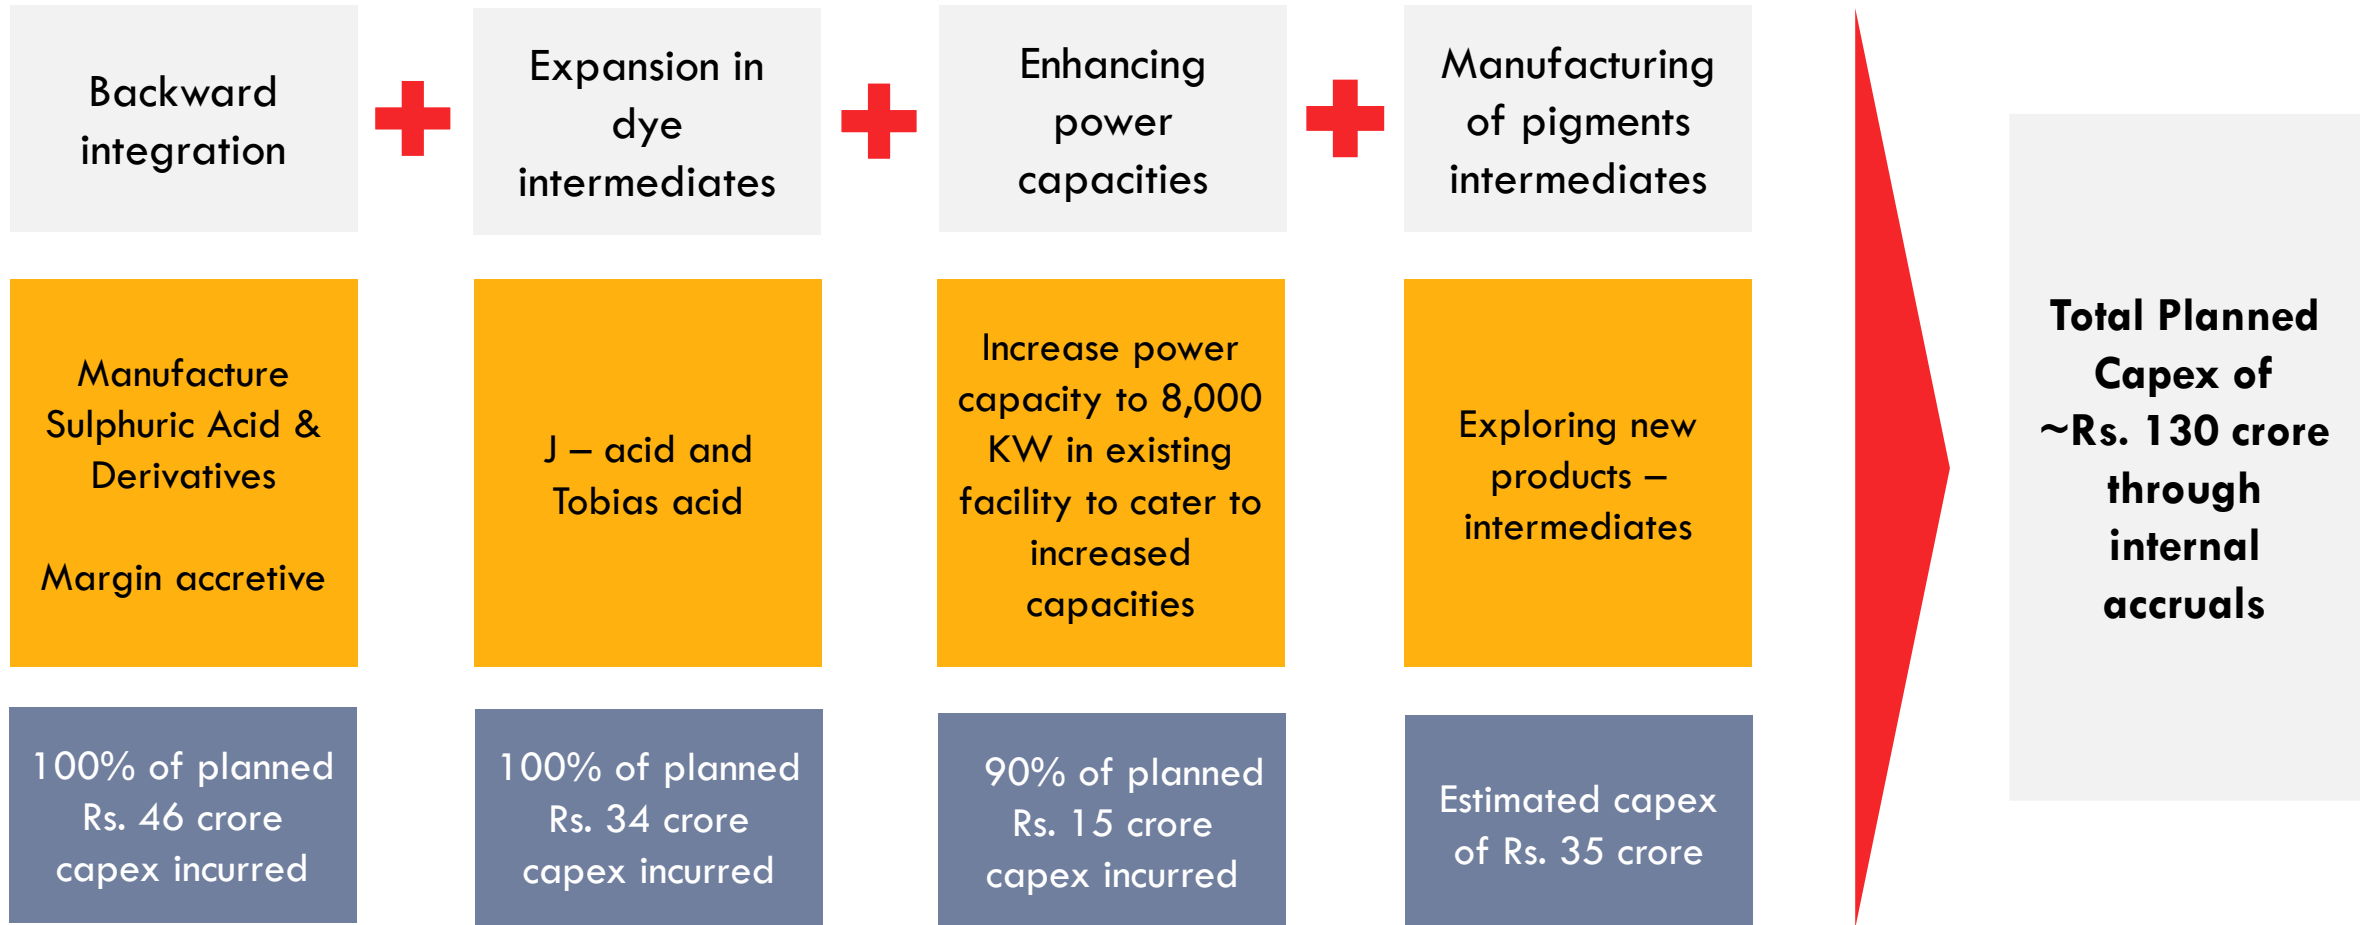 Backward
integration
Expansion in
dye
intermediates
Enhancing
power
capacities
Manufacturing
of pigments
intermediates
Manufacture
Sulphuric Acid &
Derivatives
Margin accretive
J – acid and
Tobias acid
Increase power
capacity to 8,000
KW in existing
facility to cater to
increased
capacities
Exploring new
products –
intermediates
100% of planned
Rs. 46 crore
capex incurred
100% of planned
Rs. 34 crore
capex incurred
90% of planned
Rs. 15 crore
capex incurred
Estimated capex
of Rs. 35 crore
Total Planned
Capex of
~Rs. 130 crore
through
internal
accruals